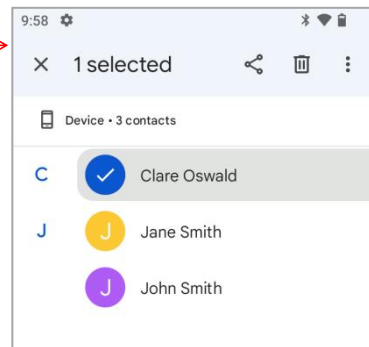 9:58
1 selected
Device • 3 contacts
C
Clare Oswald
J
J
Jane Smith
J
John Smith